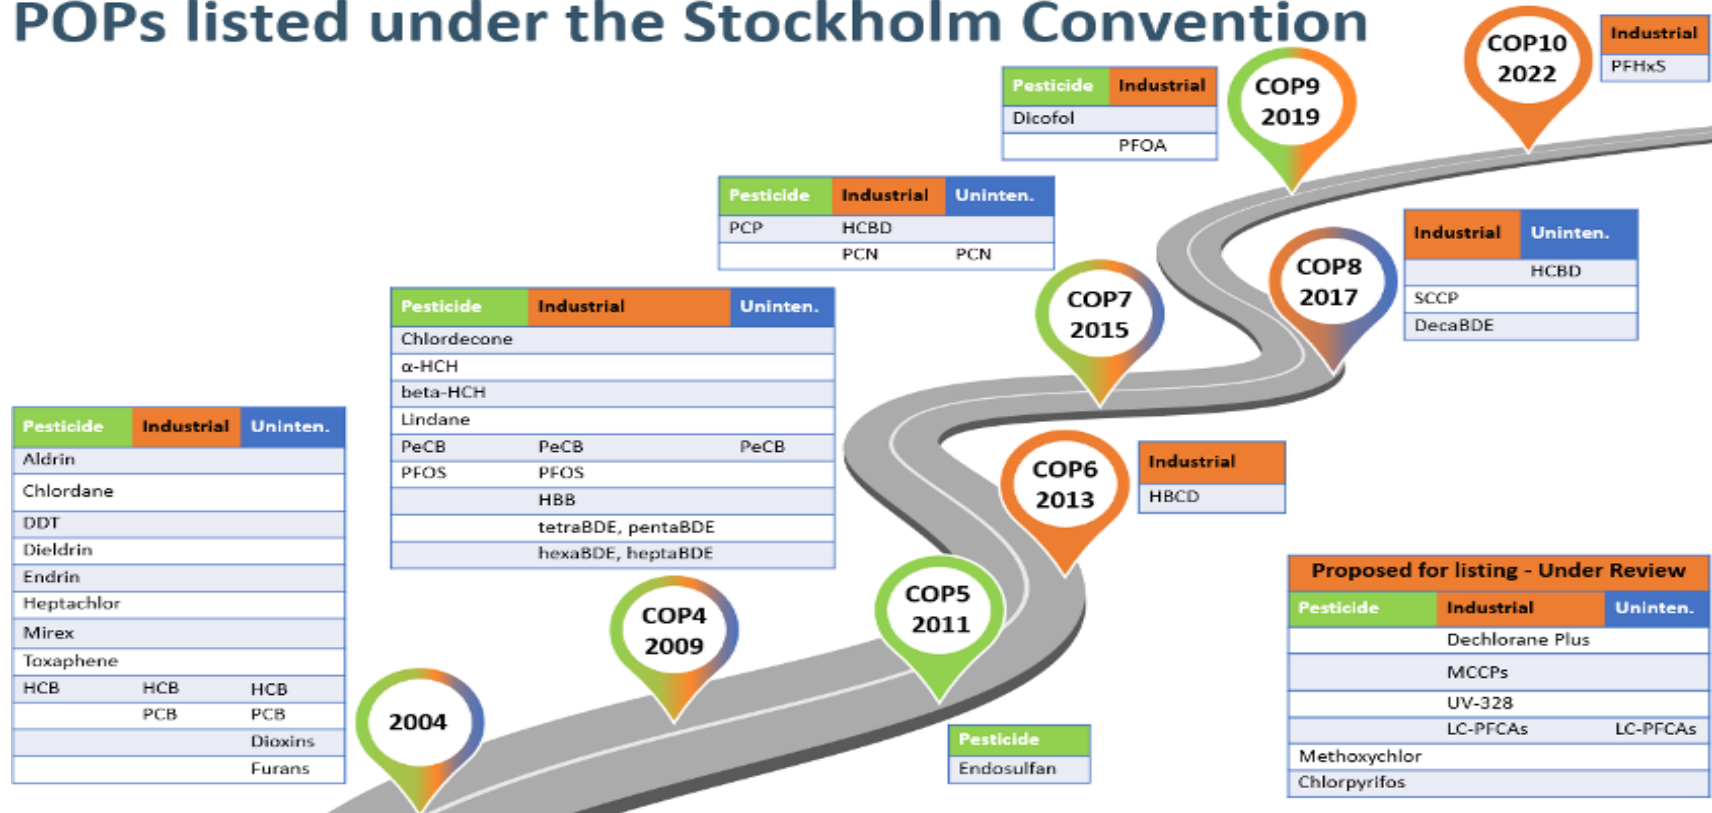 POPs listed under the Stockholm Convention
COP10
2022
Industrial
PFHxS
Pesticide Industrial
Dicofol
PFOA
COP9
2019
Pesticide Industrial Uninten.
PCP HCBD
PCN PCN
COP7
2015
COP8
2017
Industrial Uninten.
HCBD
SCCP
DecaBDE
Pesticide Industrial Uninten.
Chlordecone
α-HCH
beta-HCH
Lindane
PeCB PeCB PeCB
PFOS PFOS
HBB
tetraBDE, pentaBDE
hexaBDE, heptaBDE
COP6
2013
Industrial
HBCD
Pesticide Industrial Uninten.
Aldrin
Chlordane
DDT
Dieldrin
Endrin
Heptachlor
Mirex
Toxaphene
HCB HCB HCB
PCB PCB
Dioxins
Furans
2004
COP4
2009
COP5
2011
Pesticide
Endosulfan
Proposed for listing - Under Review
Pesticide Industrial Uninten.
Dechlorane Plus
MCCPs
UV-328
LC-PFCAs LC-PFCAs
Methoxychlor
Chlorpyrifos